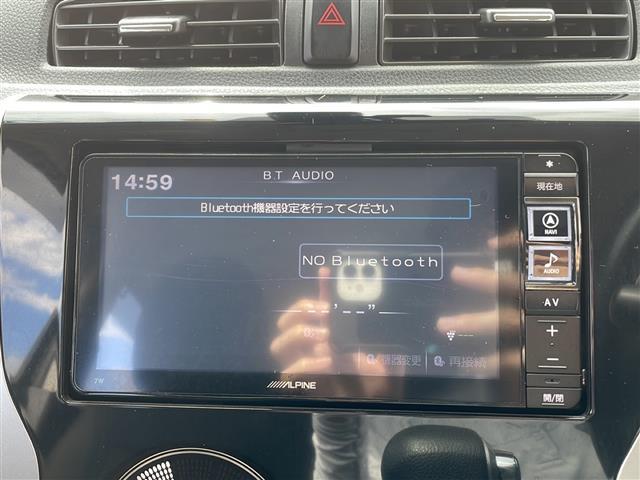 14:59
B.T AUDIO
Bluetooth機器設定を行ってください
NO Bluetooth
--'--"
機器変更
再接続
7W
ALPINE
*
現在地
NAVI
AUDIO
AV
+
-
開/閉